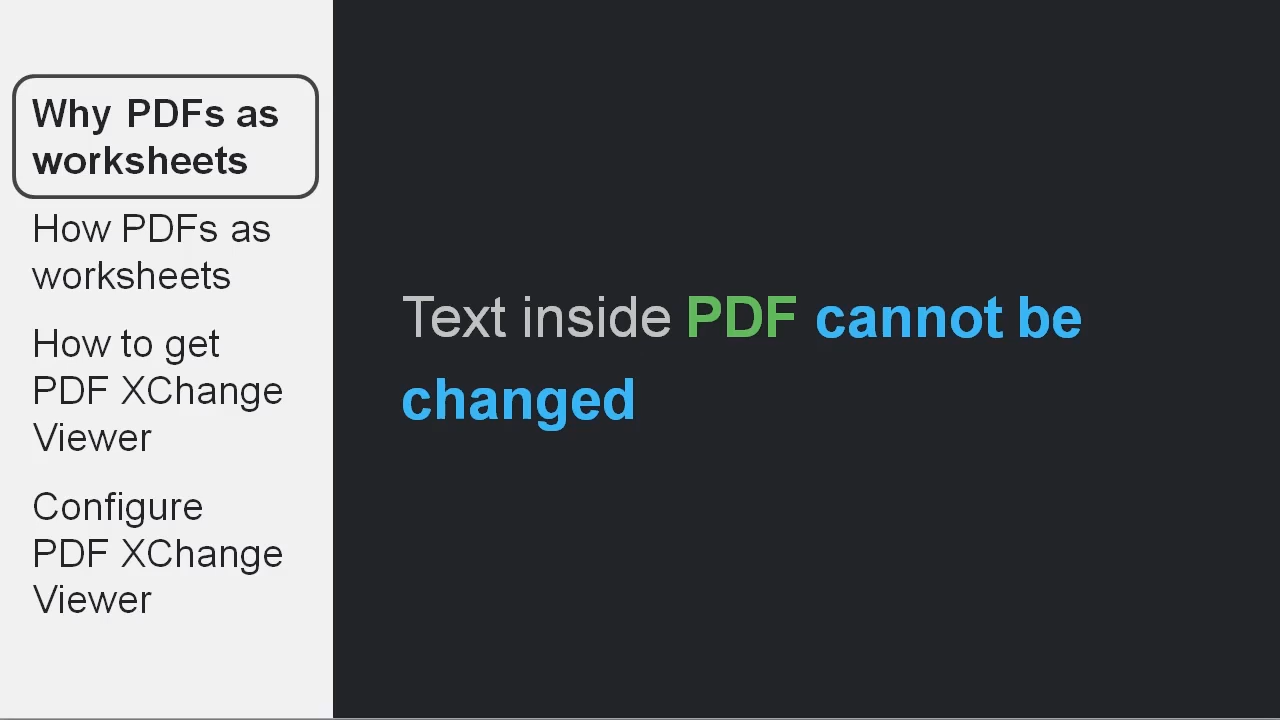 Why PDFs as
worksheets
How PDFs as
worksheets
How to get
PDF XChange
Viewer
Configure
PDF XChange
Viewer
Text inside PDF cannot be
changed